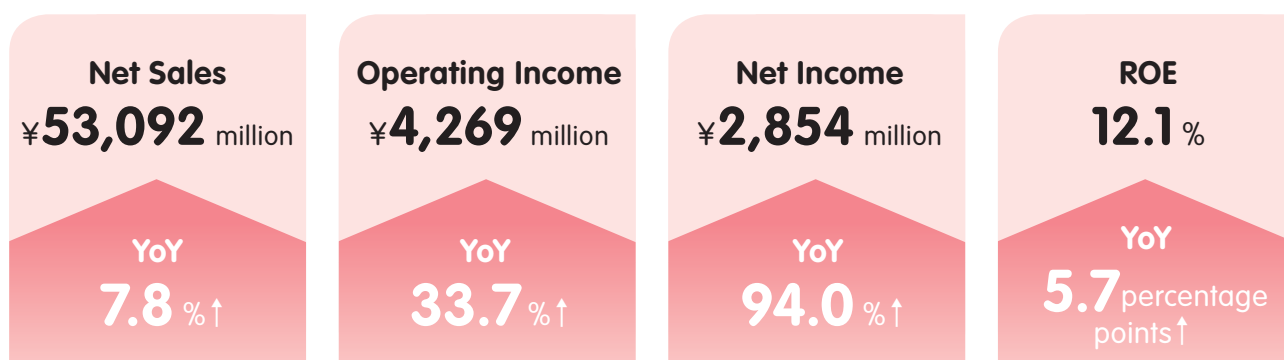 Net Sales
¥53,092 million
YoY
7.8 %↑
Operating Income
¥4,269 million
YoY
33.7 %↑
Net Income
¥2,854 million
YoY
94.0 %↑
ROE
12.1 %
YoY
5.7 percentage
points↑